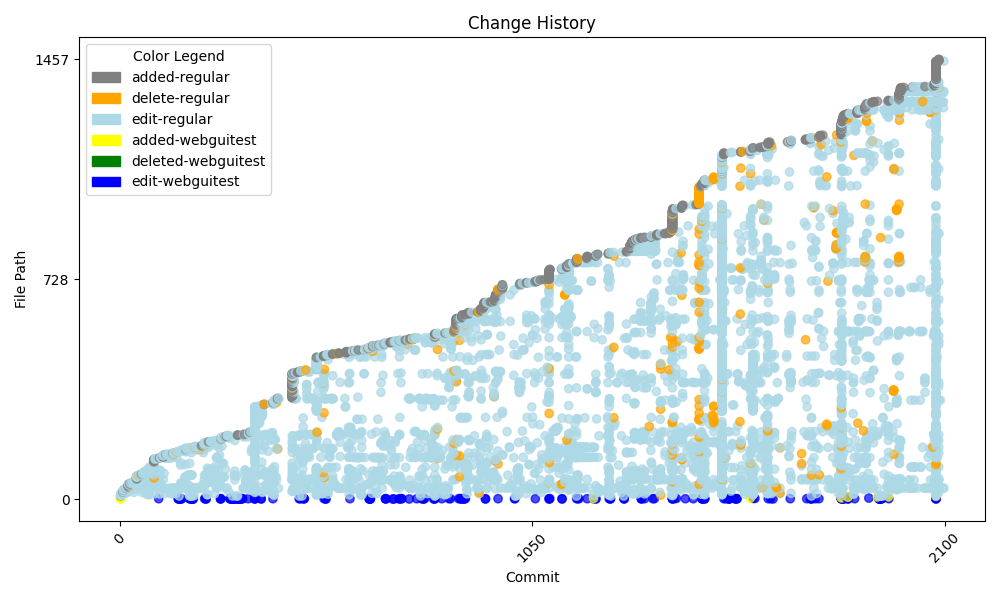 Change History
Color Legend
added-regular
delete-regular
edit-regular
added-webguitest
deleted-webguitest
edit-webguitest
1457
728
0
File Path
0
1050
2100
Commit